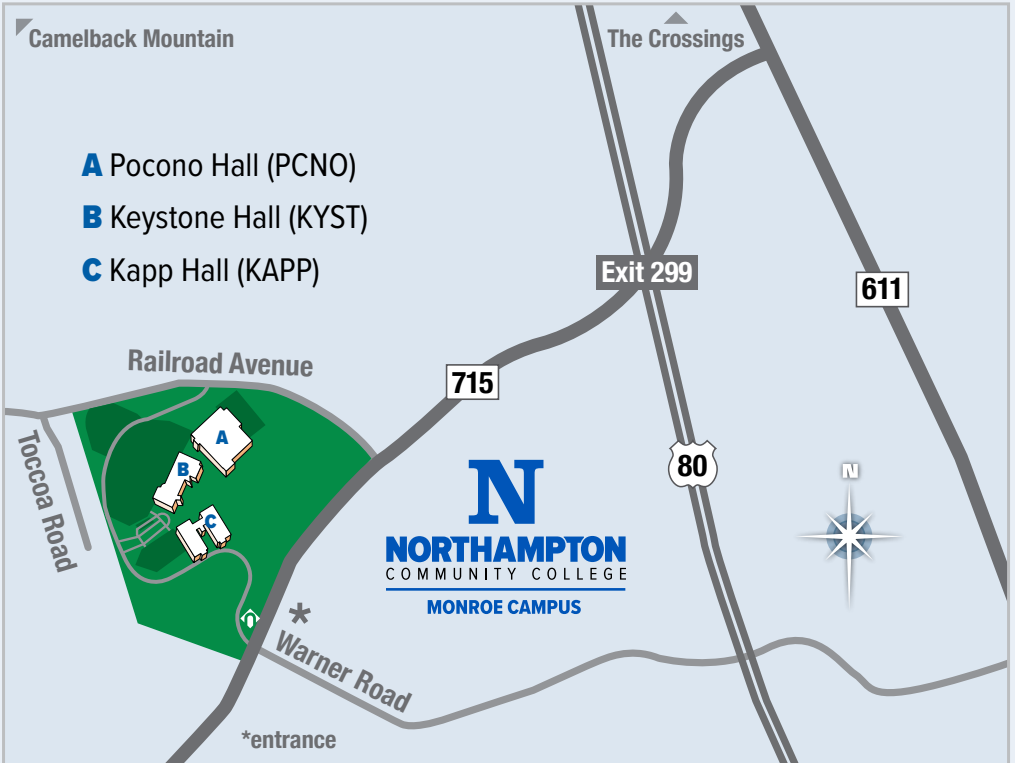 Camelback Mountain
The Crossings
A Pocono Hall (PCNO)
B Keystone Hall (KYST)
C Kapp Hall (KAPP)
Exit 299
611
Railroad Avenue
715
A
B
C
Toccoa Road
80
N
N
NORTHAMPTON
COMMUNITY COLLEGE
MONROE CAMPUS
*
Warner Road
*entrance